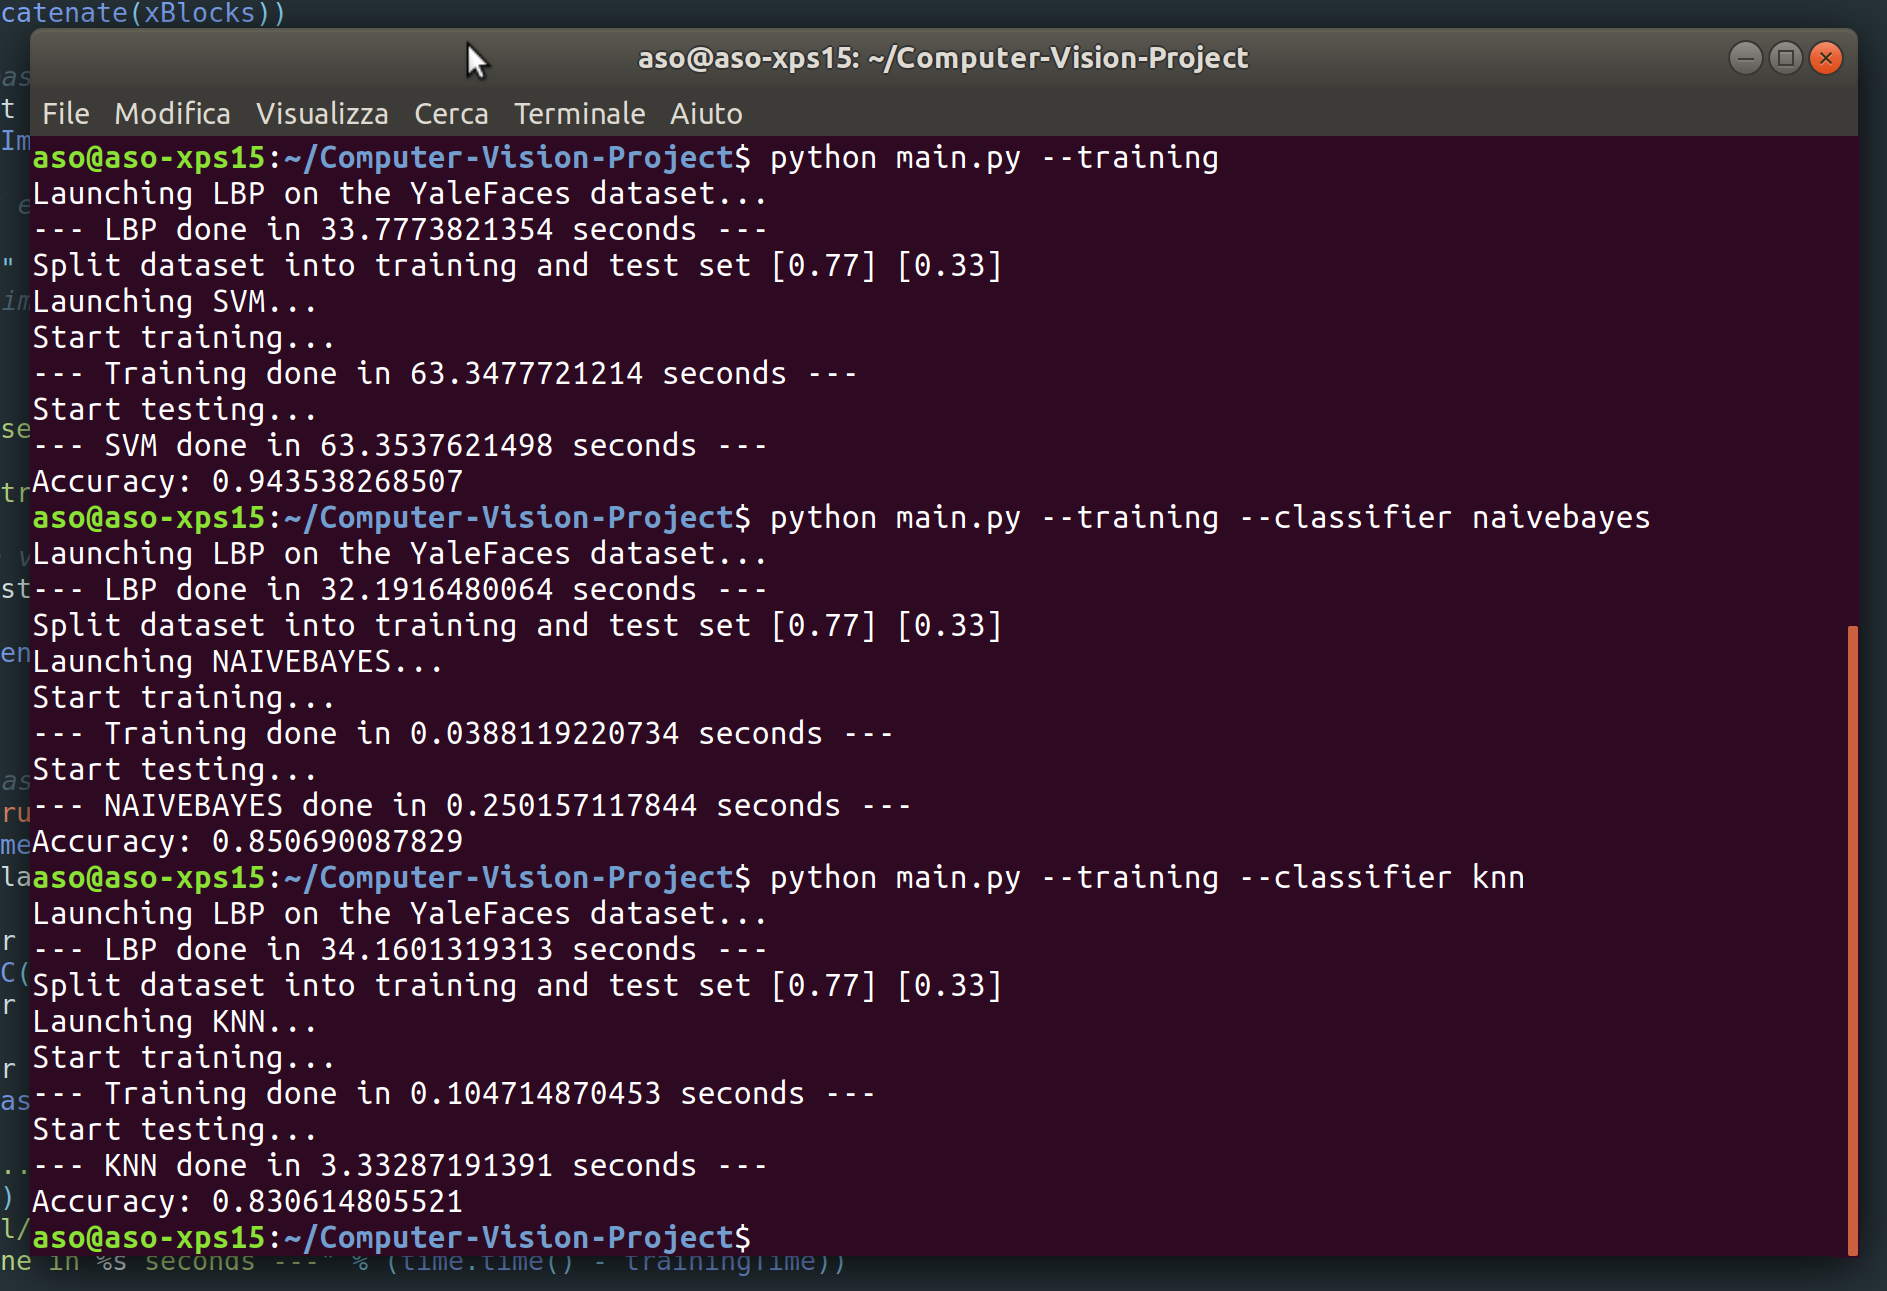 catenate(xBlocks))
aso@aso-xps15: ~/Computer-Vision-Project
File Modifica Visualizza Cerca Terminale Aiuto
aso@aso-xps15:~/Computer-Vision-Project$ python main.py --training
Launching LBP on the YaleFaces dataset...
--- LBP done in 33.7773821354 seconds ---
Split dataset into training and test set [0.77] [0.33]
Launching SVM...
Start training...
--- Training done in 63.3477721214 seconds ---
Start testing...
--- SVM done in 63.3537621498 seconds ---
Accuracy: 0.943538268507
aso@aso-xps15:~/Computer-Vision-Project$ python main.py --training --classifier naivebayes
Launching LBP on the YaleFaces dataset...
--- LBP done in 32.1916480064 seconds ---
Split dataset into training and test set [0.77] [0.33]
Launching NAIVEBAYES...
Start training...
--- Training done in 0.0388119220734 seconds ---
Start testing...
--- NAIVEBAYES done in 0.250157117844 seconds ---
Accuracy: 0.850690087829
aso@aso-xps15:~/Computer-Vision-Project$ python main.py --training --classifier knn
Launching LBP on the YaleFaces dataset...
--- LBP done in 34.1601319313 seconds ---
Split dataset into training and test set [0.77] [0.33]
Launching KNN...
Start training...
--- Training done in 0.104714870453 seconds ---
Start testing...
--- KNN done in 3.33287191391 seconds ---
Accuracy: 0.830614805521
aso@aso-xps15:~/Computer-Vision-Project$
ne in %s seconds ---" % (time.time() - trainingTime))